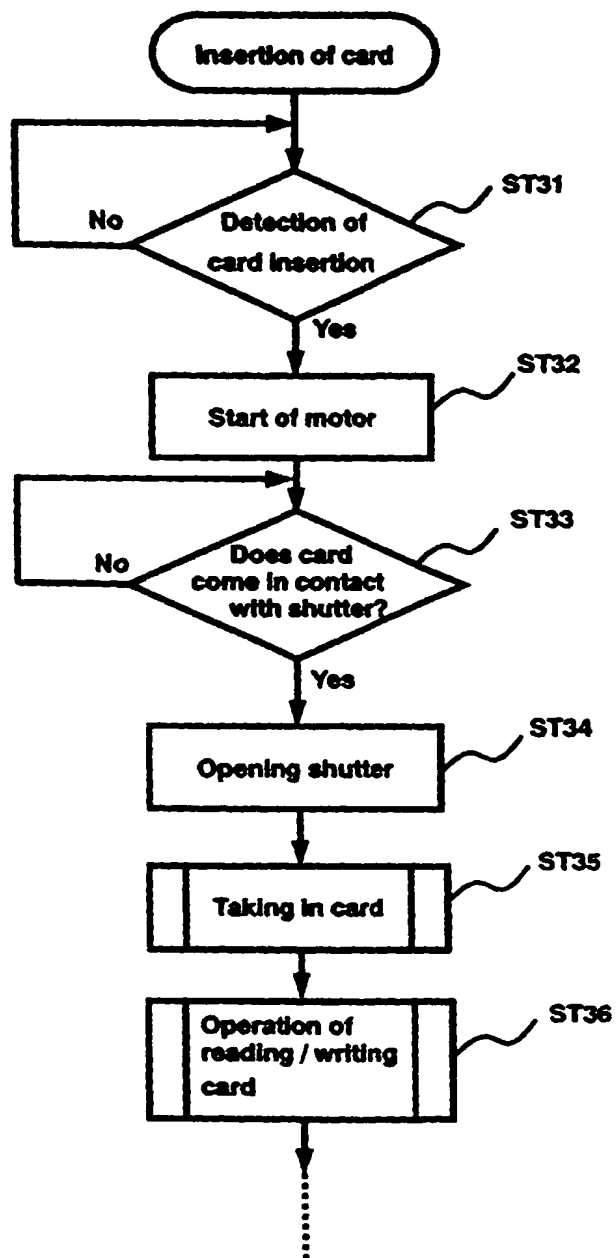 Insertion of card
ST31
No
Detection of
card insertion
Yes
ST32
Start of motor
ST33
No
Does card
come in contact
with shutter?
Yes
ST34
Opening shutter
ST35
Taking in card
ST36
Operation of
reading / writing
card